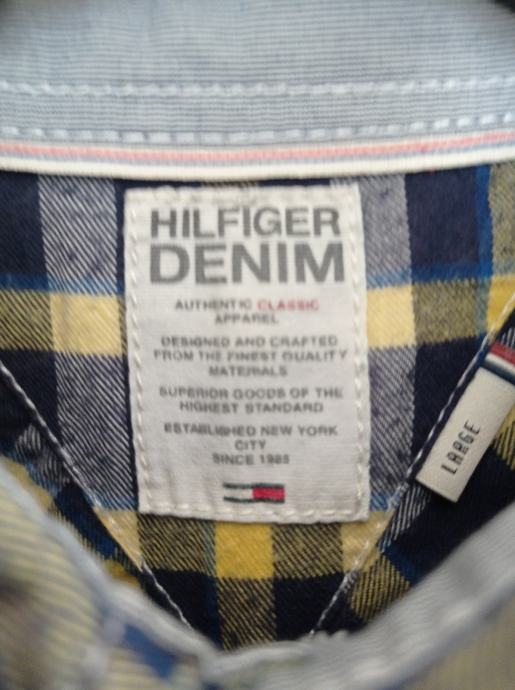 HILFIGER
DENIM
AUTHENTIC CLASSIC
APPAREL
DESIGNED AND CRAFTED
FROM THE FINEST QUALITY
MATERIALS
SUPERIOR GOODS OF THE
HIGHEST STANDARD
ESTABLISHED NEW YORK
CITY
SINCE 1985
LARGE